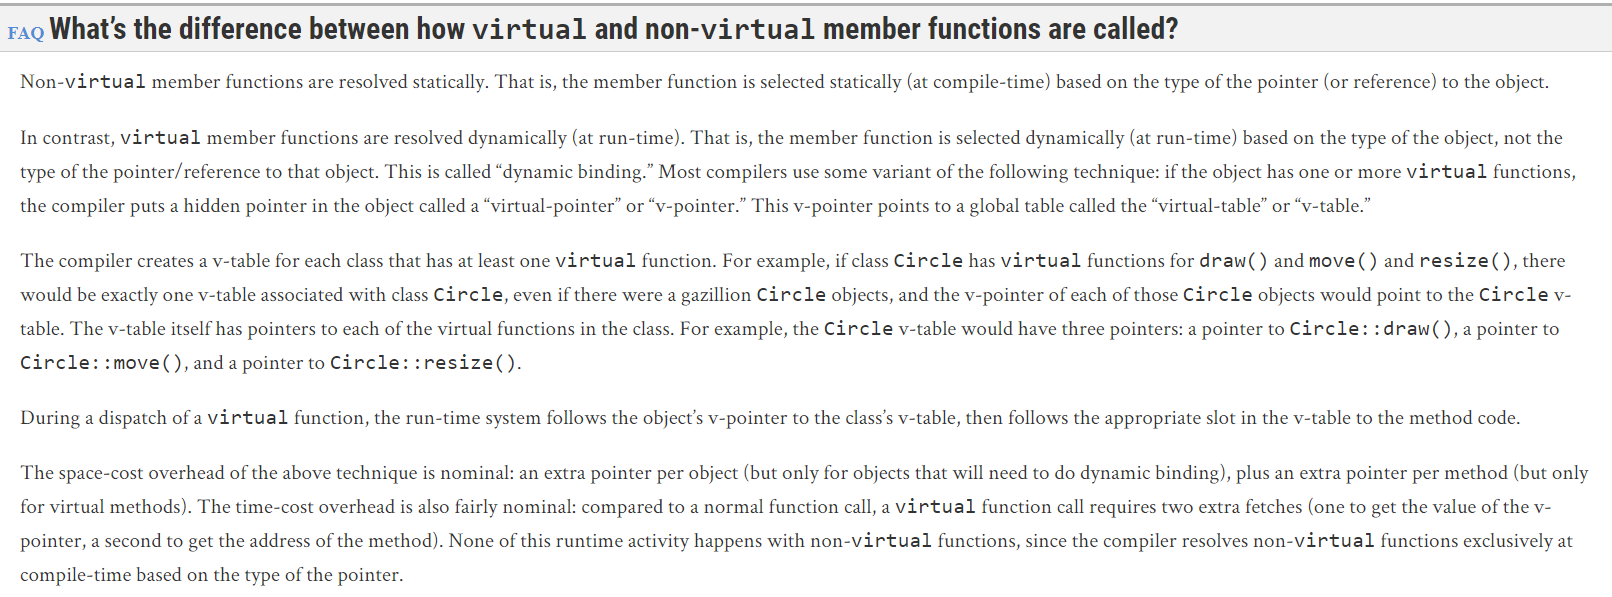 FAQ What’s the difference between how virtual and non-virtual member functions are called?
Non-virtual member functions are resolved statically. That is, the member function is selected statically (at compile-time) based on the type of the pointer (or reference) to the object.
In contrast, virtual member functions are resolved dynamically (at run-time). That is, the member function is selected dynamically (at run-time) based on the type of the object, not the
type of the pointer/reference to that object. This is called “dynamic binding.” Most compilers use some variant of the following technique: if the object has one or more virtual functions,
the compiler puts a hidden pointer in the object called a “virtual-pointer” or “v-pointer.” This v-pointer points to a global table called the “virtual-table” or “v-table.”
The compiler creates a v-table for each class that has at least one virtual function. For example, if class Circle has virtual functions for draw() and move() and resize(), there
would be exactly one v-table associated with class Circle, even if there were a gazillion Circle objects, and the v-pointer of each of those Circle objects would point to the Circle v-
table. The v-table itself has pointers to each of the virtual functions in the class. For example, the Circle v-table would have three pointers: a pointer to Circle::draw(), a pointer to
Circle::move(), and a pointer to Circle::resize().
During a dispatch of a virtual function, the run-time system follows the object’s v-pointer to the class’s v-table, then follows the appropriate slot in the v-table to the method code.
The space-cost overhead of the above technique is nominal: an extra pointer per object (but only for objects that will need to do dynamic binding), plus an extra pointer per method (but only
for virtual methods). The time-cost overhead is also fairly nominal: compared to a normal function call, a virtual function call requires two extra fetches (one to get the value of the v-
pointer, a second to get the address of the method). None of this runtime activity happens with non-virtual functions, since the compiler resolves non-virtual functions exclusively at
compile-time based on the type of the pointer.